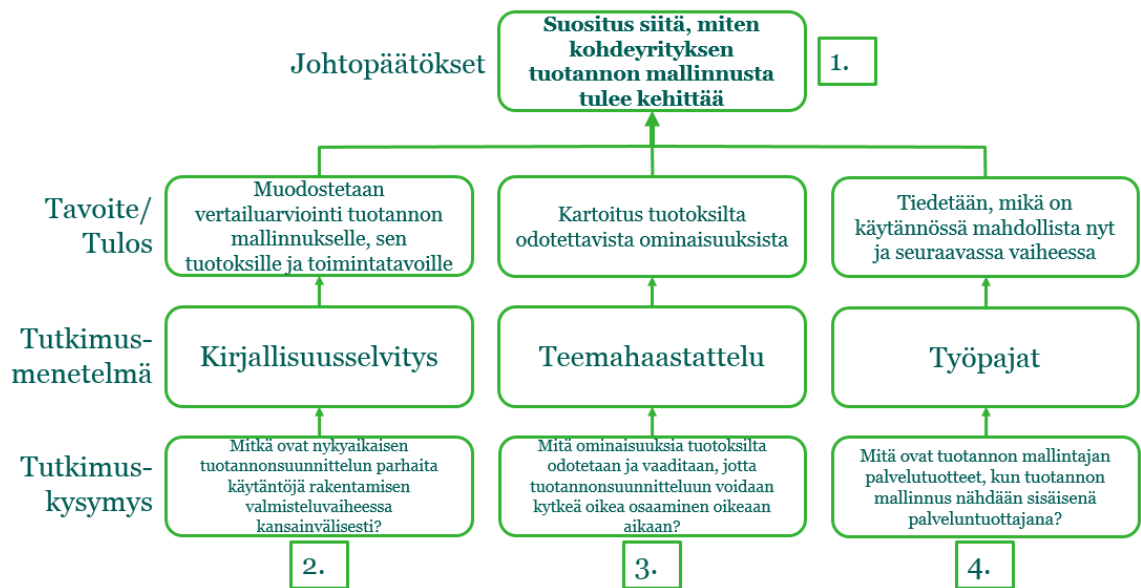 Johtopäätökset
Suositus siitä, miten
kohdeyrityksen
tuotannon mallinnusta
tulee kehittää
1.
Tavoite/
Tulos
Muodostetaan
vertailuarviointi tuotannon
mallinnukselle, sen
tuotoksille ja toimintatavoille
Kartoitus tuotoksilta
odotettavista ominaisuuksista
Tiedetään, mikä on
käytännössä mahdollista nyt
ja seuraavassa vaiheessa
Tutkimus-
menetelmä
Kirjallisuusselvitys
Teemahaastattelu
Työpajat
Tutkimus-
kysymys
Mitkä ovat nykyaikaisen
tuotannonsuunnittelun parhaita
käytäntöjä rakentamisen
valmisteluvaiheessa
kansainvälisesti?
Mitä ominaisuuksia tuotoksilta
odotetaan ja vaaditaan, jotta
tuotannonsuunnitteluun voidaan
kytkeä oikea osaaminen oikeaan
aikaan?
Mitä ovat tuotannon mallintajan
palvelutuotteet, kun tuotannon
mallinnus nähdään sisäisenä
palveluntuottajana?
2.
3.
4.